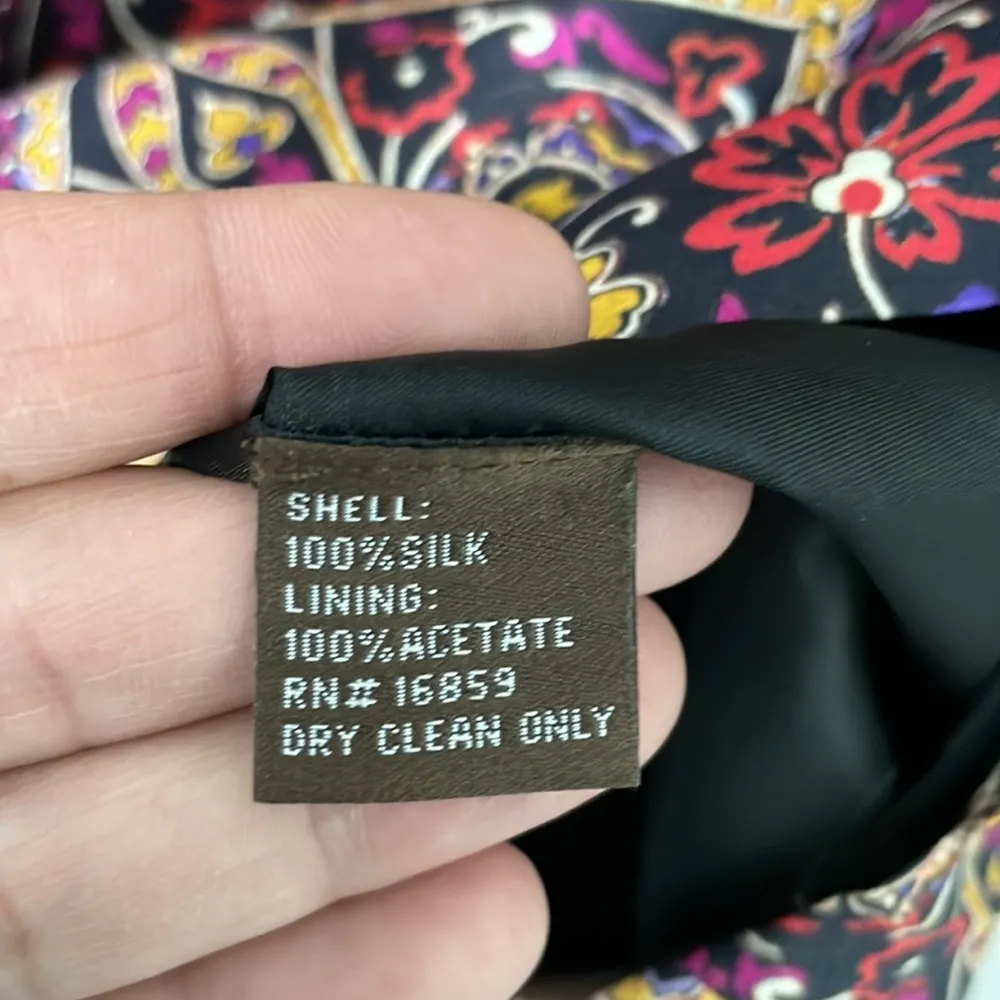 SHELL:
100%SILK
LINING:
100%ACETATE
RN# 16859
DRY CLEAN ONLY